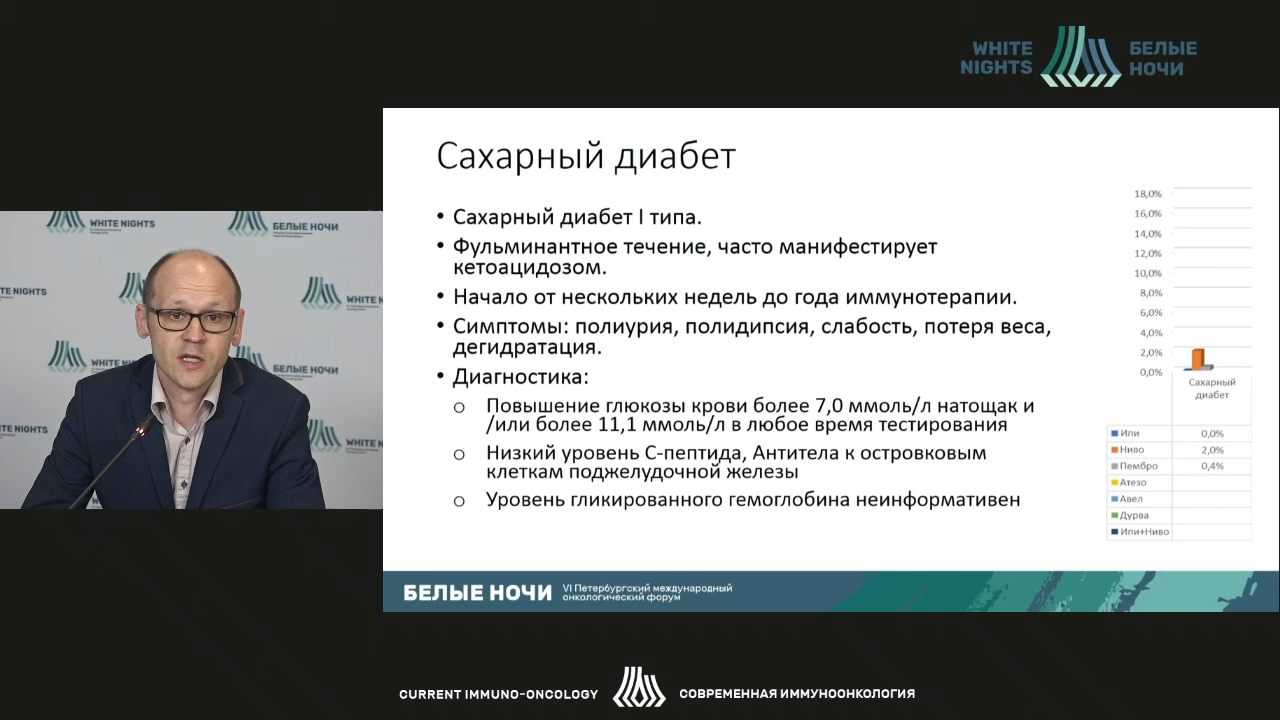 WHITE
NIGHTS
БЕЛЫЕ
НОЧИ
WHITE NIGHTS
БЕЛЫЕ НОЧИ
TE NIGHTS
WHITE N
WHITE
БЕЛЫЕ НОЧИ
TE NIGHTS
БЕЛЫЕ
Сахарный диабет
• Сахарный диабет I типа.
• Фульминантное течение, часто манифестирует
кетоацидозом.
• Начало от нескольких недель до года иммунотерапии.
• Симптомы: полиурия, полидипсия, слабость, потеря веса,
дегидратация.
• Диагностика:
o Повышение глюкозы крови более 7,0 ммоль/л натощак и
/или более 11,1 ммоль/л в любое время тестирования
o Низкий уровень С-пептида, Антитела к островковым
клеткам поджелудочной железы
o Уровень гликированного гемоглобина неинформативен
18,0%
16,0%
14,0%
12,0%
10,0%
8,0%
6,0%
4,0%
2,0%
0,0%
Сахарный
диабет
Ипи 0,0%
Ниво 2,0%
Пембро 0,4%
Атезо
Авел
Дурва
Ипи+Ниво
БЕЛЫЕ НОЧИ
VI Петербургский международный
онкологический форум
CURRENT IMMUNO-ONCOLOGY
СОВРЕМЕННАЯ ИММУНООНКОЛОГИЯ